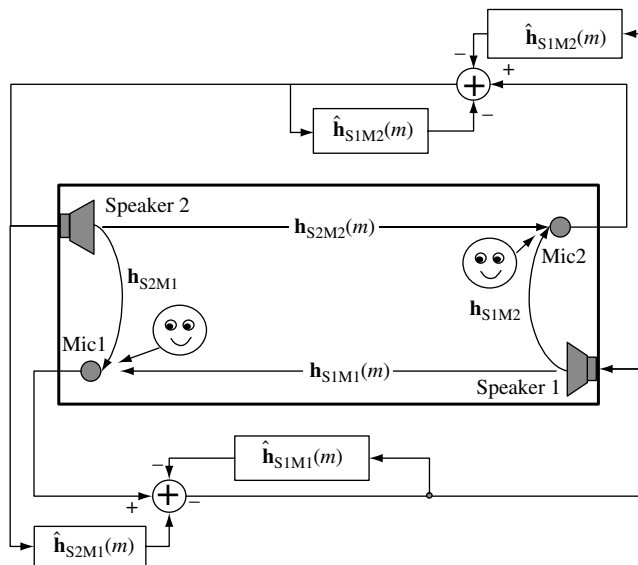 ĥS1M2(m)
−
+
+
ĥS1M2(m)
−
Speaker 2
hS2M2(m)
Mic2
hS2M1
hS1M2
Mic1
hS1M1(m)
Speaker 1
−
ĥS1M1(m)
+
+
−
ĥS2M1(m)
−